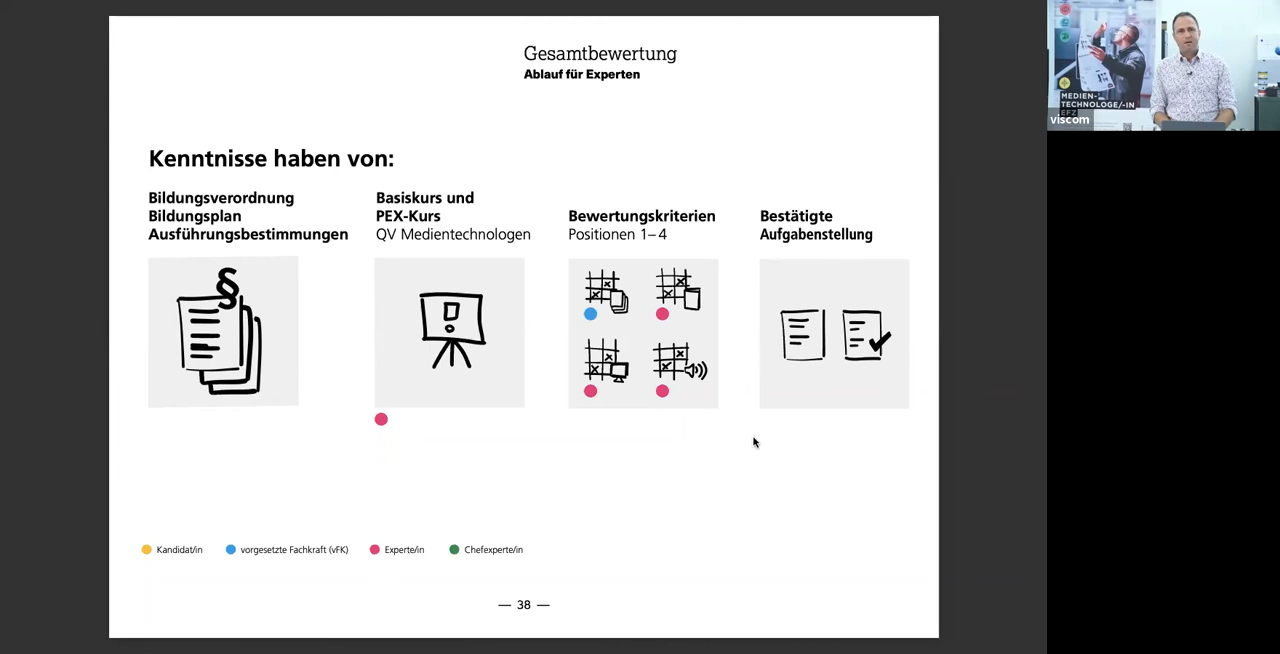 Gesamtbewertung
Ablauf für Experten
Kenntnisse haben von:
Bildungsverordnung
Bildungsplan
Ausführungsbestimmungen
Basiskurs und
PEX-Kurs
QV Medientechnologen
Bewertungskriterien
Positionen 1–4
Bestätigte
Aufgabenstellung
§
Kandidat/in
vorgesetzte Fachkraft (vFK)
Experte/in
Chefexperte/in
— 38 —
MEDIEN-
TECHNOLOGE/-IN
EFZ
viscom